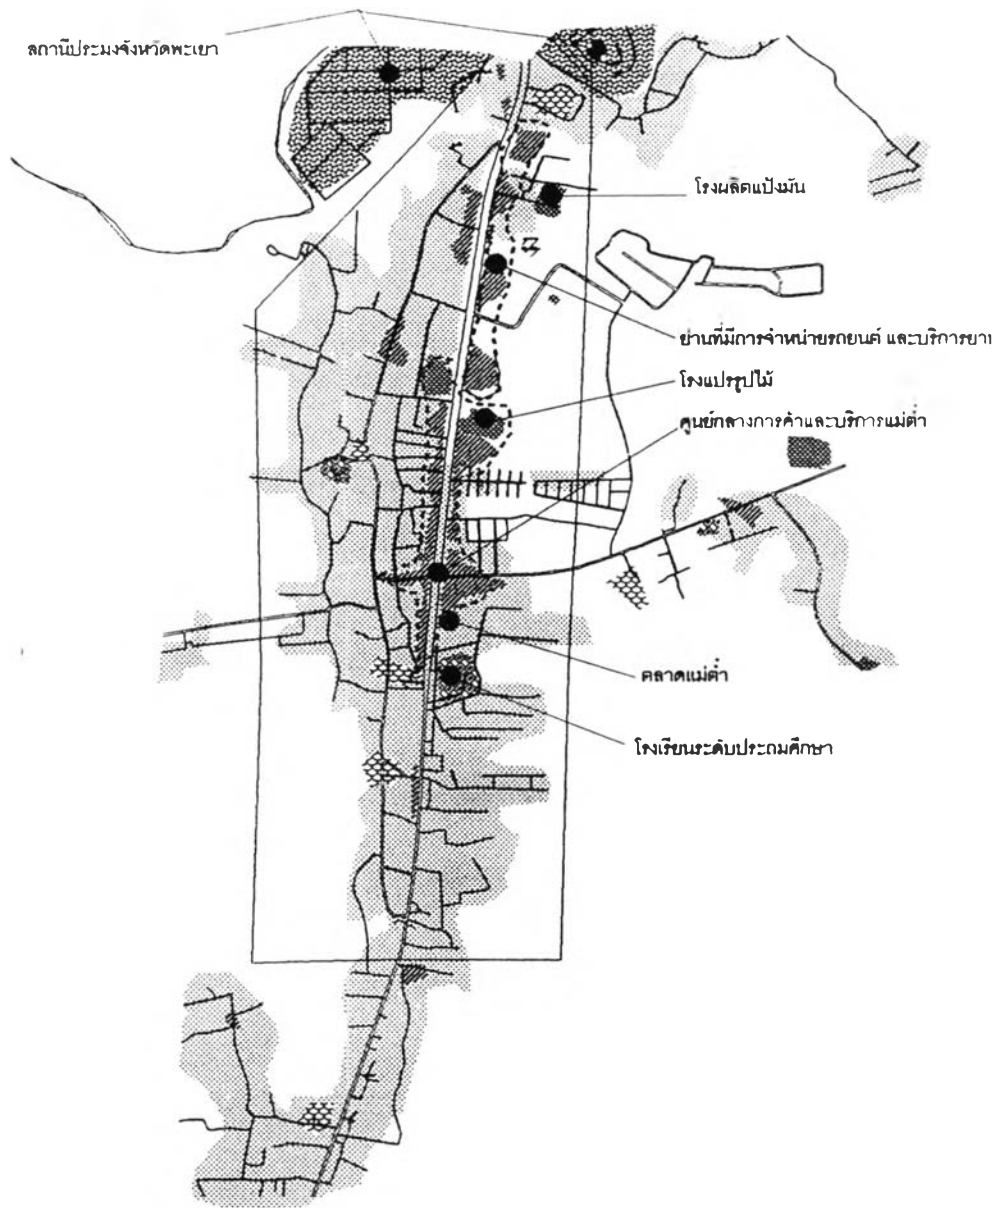 สถานีประมงจังหวัดพะเยา
โรงผลิตแป้งมัน
ย่านที่มีการจำหน่ายรถยนต์ และบริการยาง
โรงแปรรูปไม้
ศูนย์กลางการค้าและบริการแม่ต่ำ
ตลาดแม่ต่ำ
โรงเรียนระดับประถมศึกษา